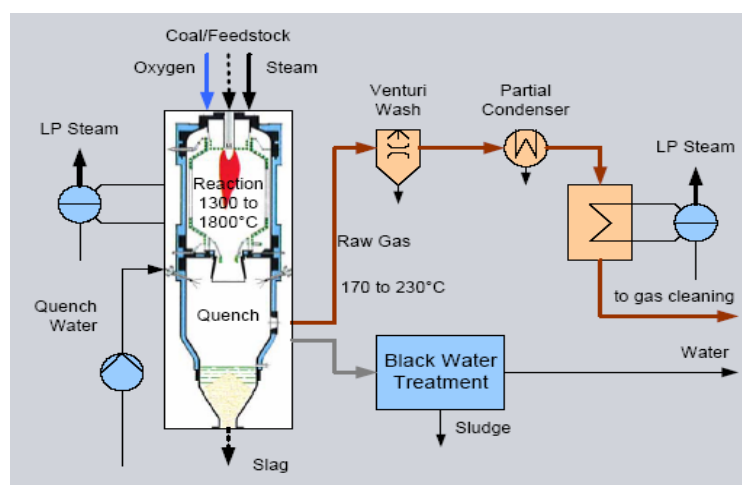 Coal/Feedstock
Oxygen
Steam
LP Steam
Reaction
1300 to
1800°C
Quench
Water
Quench
Slag
Venturi
Wash
Partial
Condenser
LP Steam
Raw Gas
170 to 230°C
to gas cleaning
Black Water
Treatment
Water
Sludge